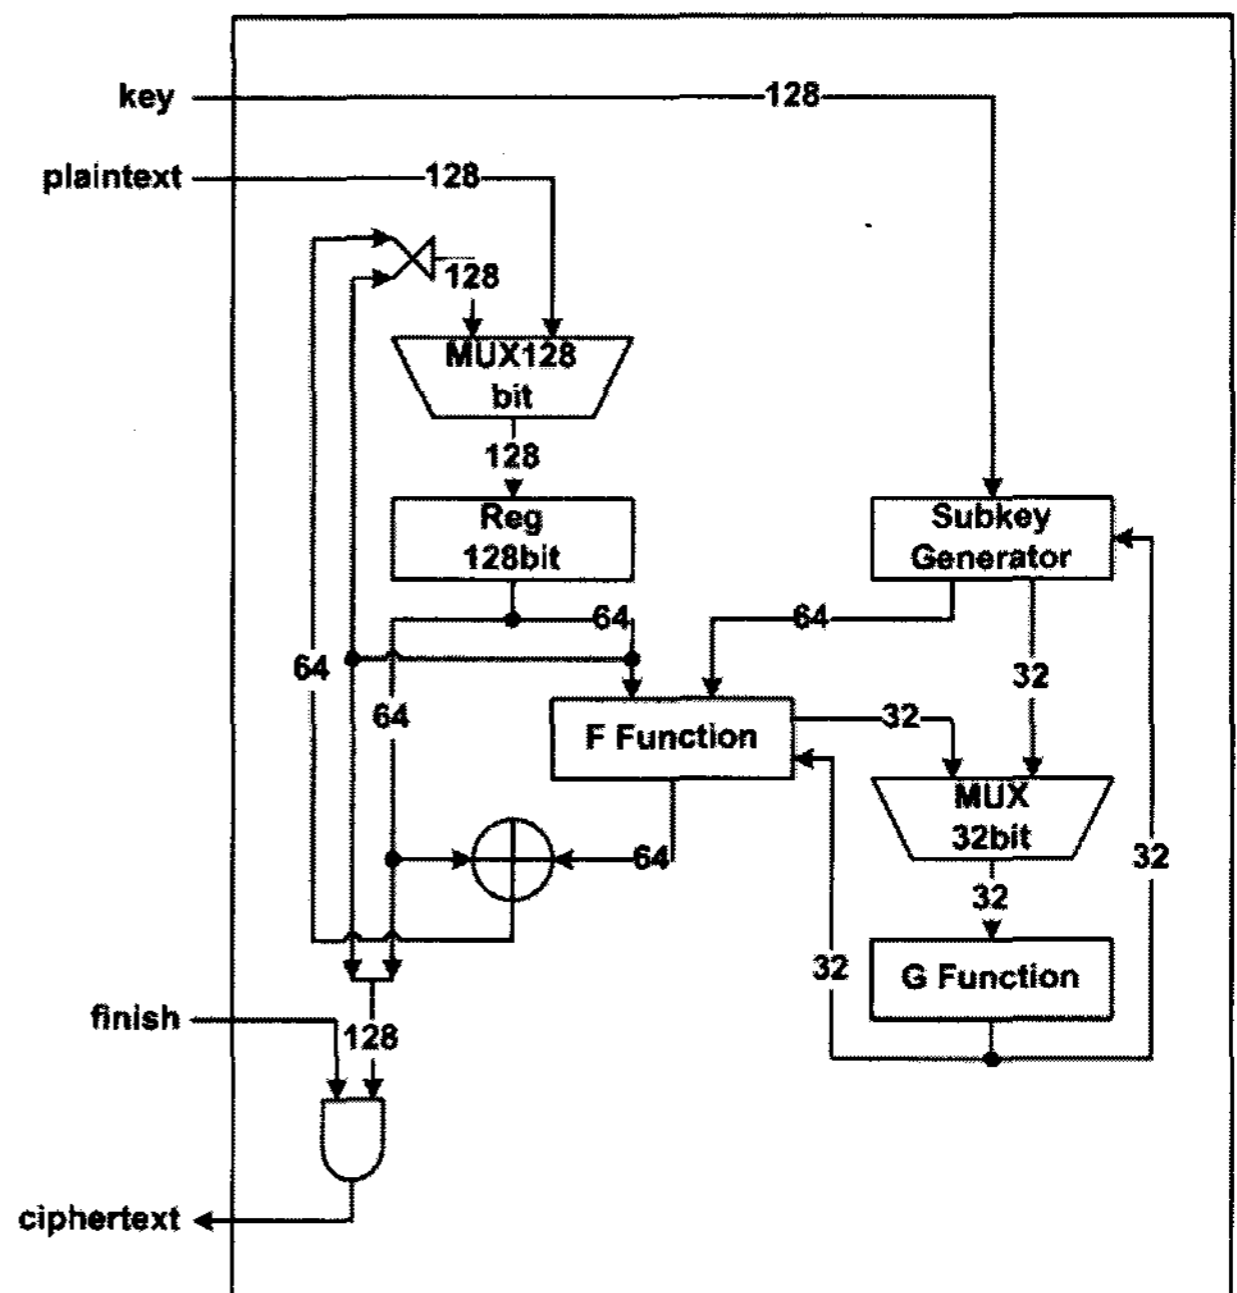 key
128
plaintext
128
128
MUX128
bit
128
Reg
128bit
Subkey
Generator
64
64
64
32
64
F Function
32
MUX
32bit
64
32
32
32
G Function
finish
128
ciphertext